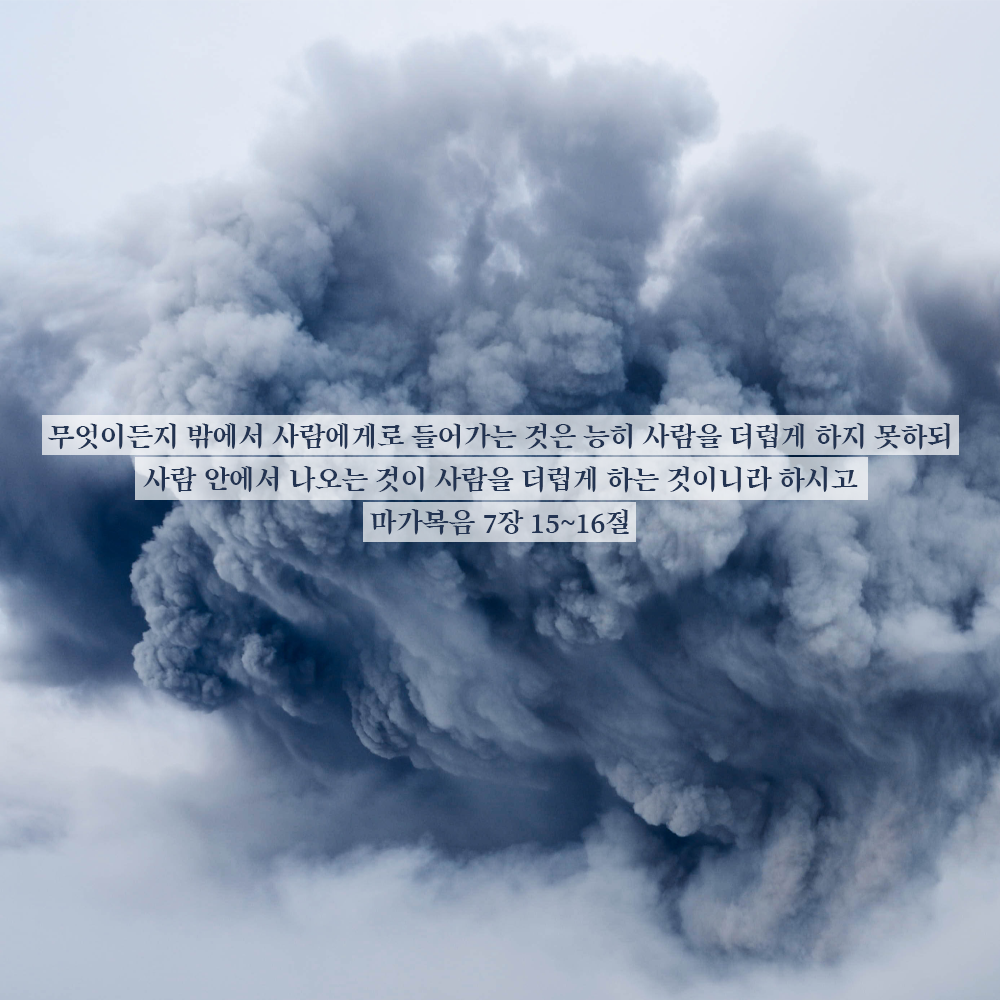 무엇이든지 밖에서 사람에게로 들어가는 것은 능히 사람을 더럽게 하지 못하되
사람 안에서 나오는 것이 사람을 더럽게 하는 것이니라 하시고
마가복음 7장 15~16절